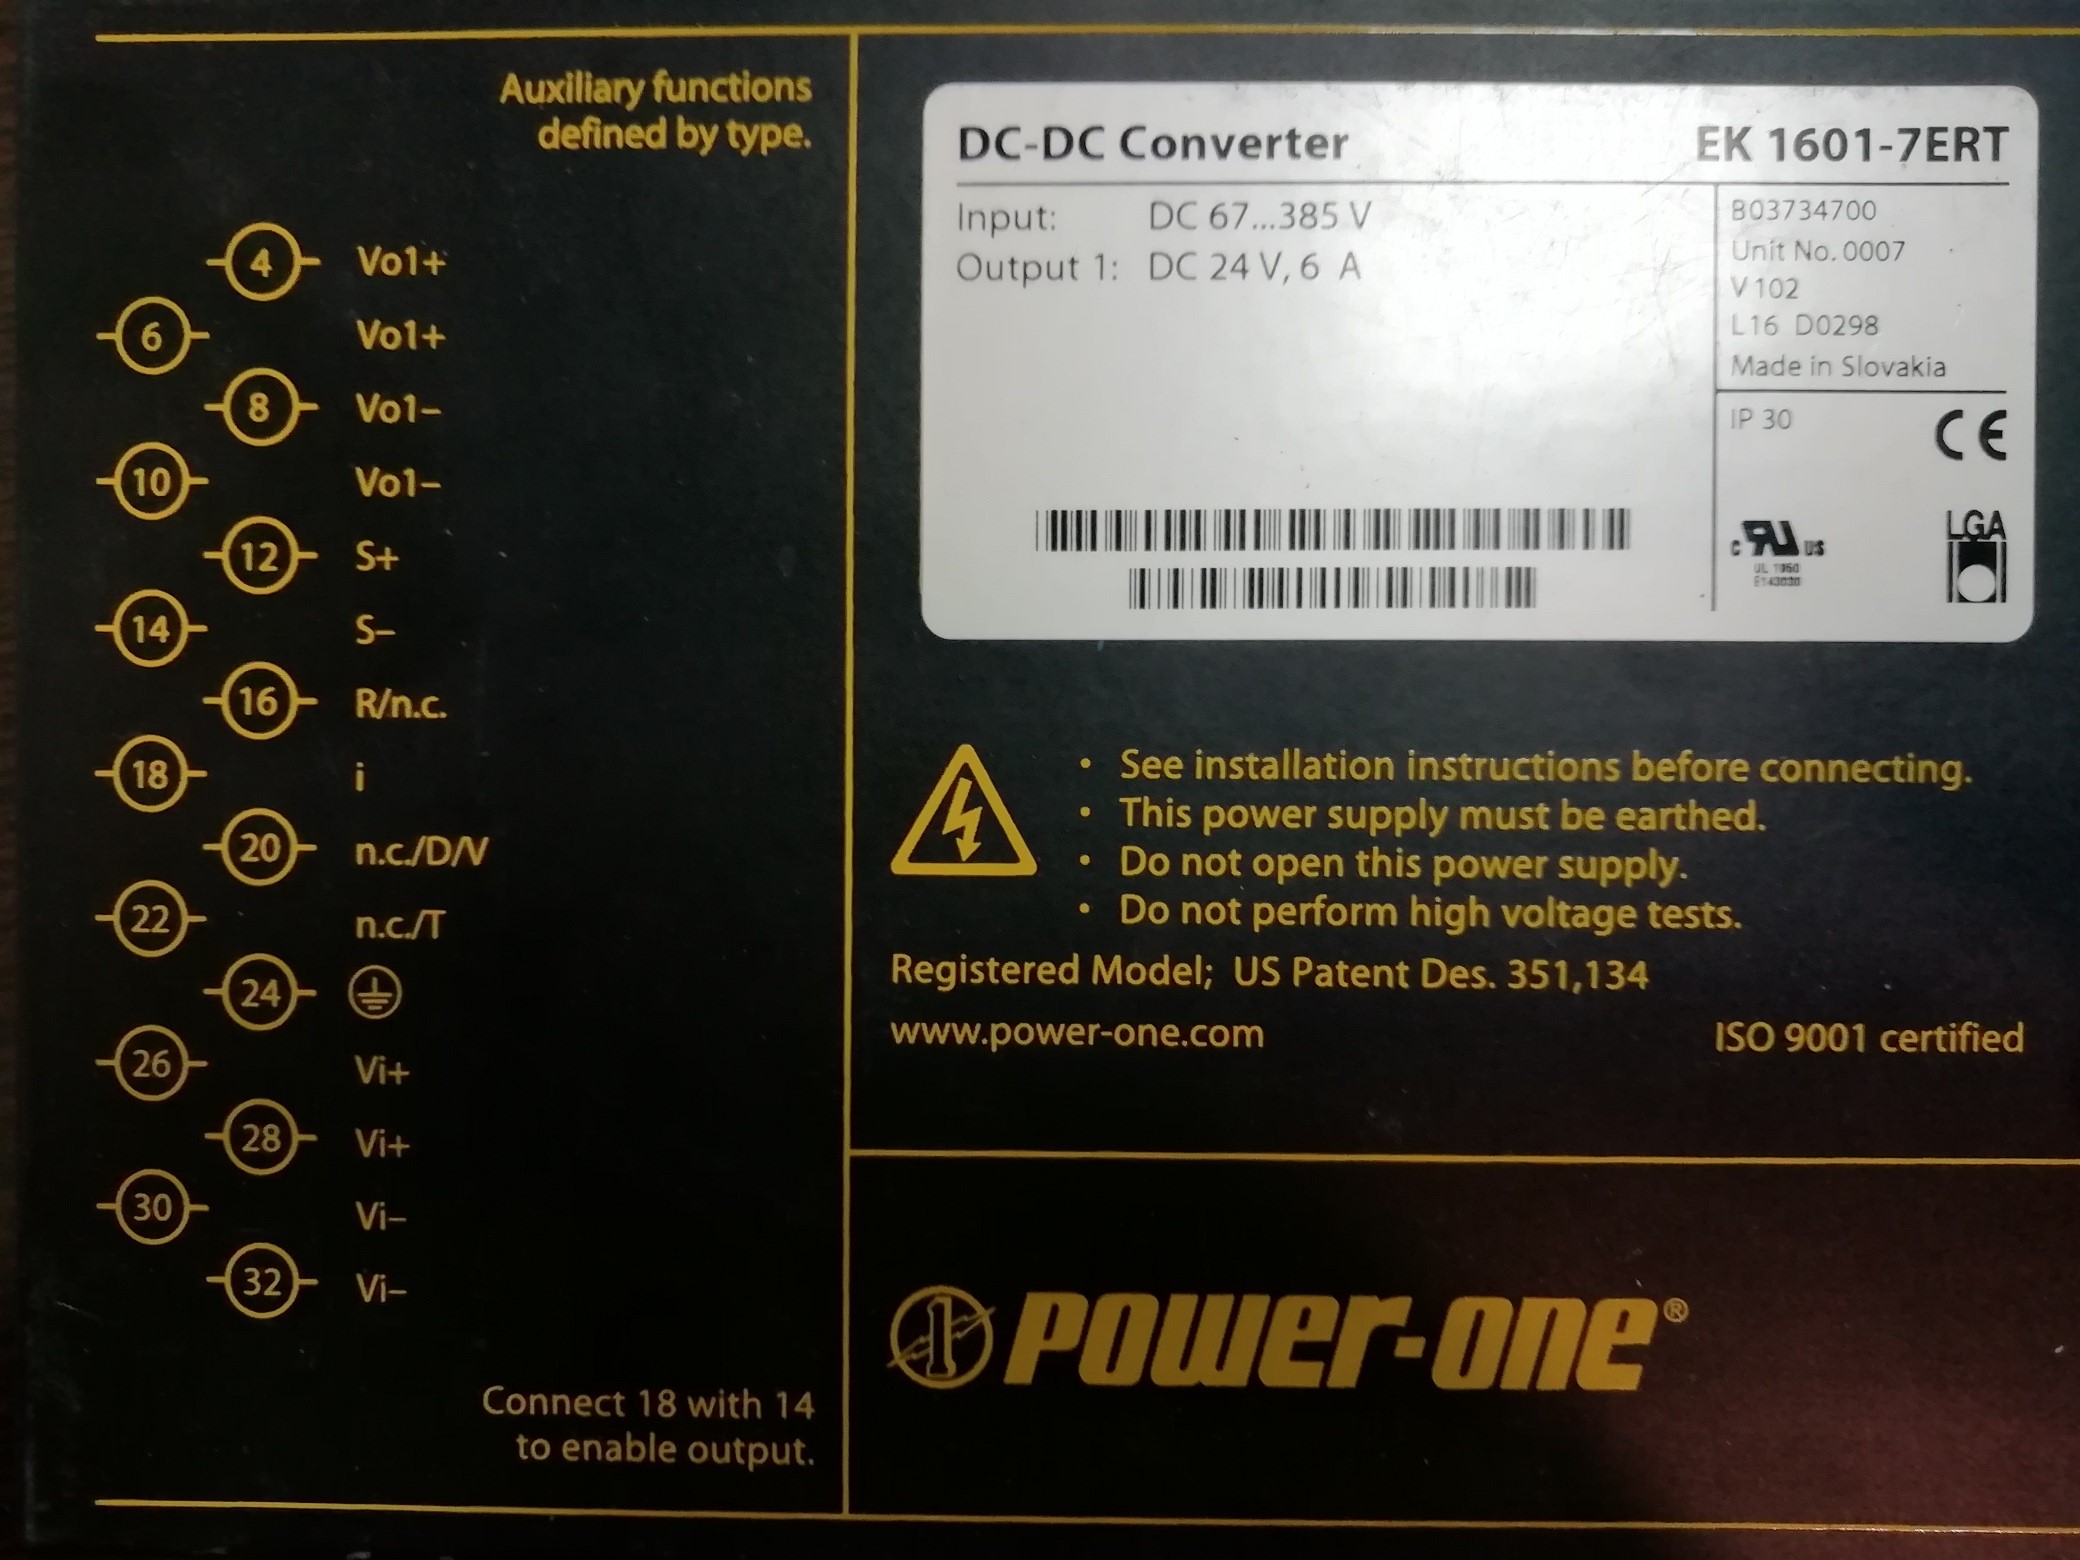 Auxiliary functions
defined by type.
4 Vo1+
6 Vo1+
8 Vo1–
10 Vo1–
12 S+
14 S–
16 R/n.c.
18 i
20 n.c./D/V
22 n.c./T
24
26 Vi+
28 Vi+
30 Vi–
32 Vi–
Connect 18 with 14
to enable output.
DC-DC Converter EK 1601-7ERT
Input: DC 67...385 V
Output 1: DC 24 V, 6 A
B03734700
Unit No. 0007
V 102
L16 D0298
Made in Slovakia
IP 30 CE
c RU US
UL 1950
E143030
LGA
• See installation instructions before connecting.
• This power supply must be earthed.
• Do not open this power supply.
• Do not perform high voltage tests.
Registered Model; US Patent Des. 351,134
www.power-one.com ISO 9001 certified
1 POWER-ONE®